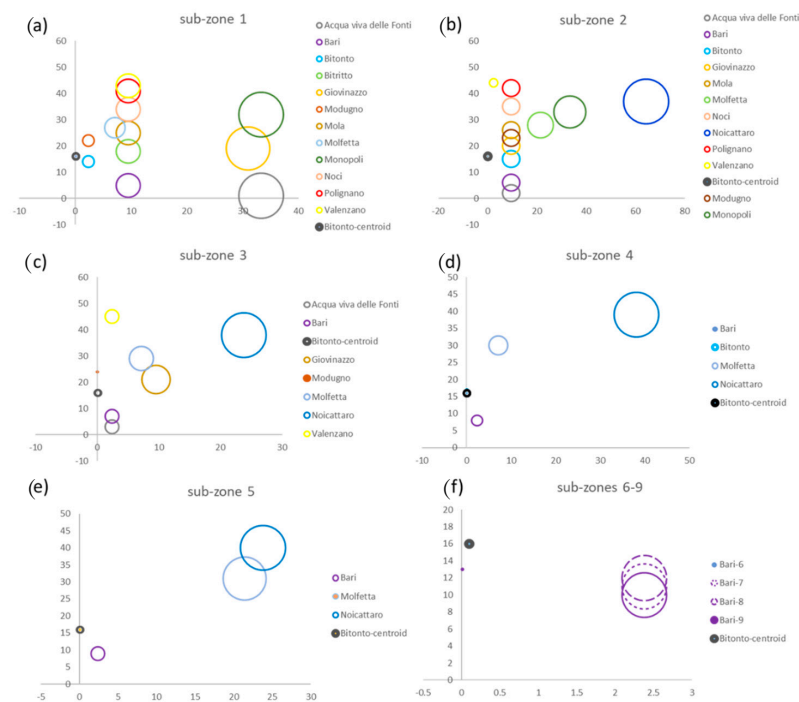 (a)
sub-zone 1
60
50
40
30
20
10
0
-10
-10 0 10 20 30 40
Acqua viva delle Fonti
Bari
Bitonto
Bitritto
Giovinazzo
Modugno
Mola
Molfetta
Monopoli
Noci
Polignano
Valenzano
Bitonto-centroid
(b)
sub-zone 2
60
50
40
30
20
10
0
-10
-20 0 20 40 60 80
Acqua viva delle Fonti
Bari
Bitonto
Giovinazzo
Mola
Molfetta
Noci
Noicattaro
Polignano
Valenzano
Bitonto-centroid
Modugno
Monopoli
(c)
sub-zone 3
60
50
40
30
20
10
0
-10
-10 0 10 20 30
Acqua viva delle Fonti
Bari
Bitonto-centroid
Giovinazzo
Modugno
Molfetta
Noicattaro
Valenzano
(d)
sub-zone 4
50
45
40
35
30
25
20
15
10
5
0
-10 0 10 20 30 40 50
Bari
Bitonto
Molfetta
Noicattaro
Bitonto-centroid
(e)
sub-zone 5
50
45
40
35
30
25
20
15
10
5
0
-5 0 5 10 15 20 25 30
Bari
Molfetta
Noicattaro
Bitonto-centroid
(f)
sub-zones 6-9
20
18
16
14
12
10
8
6
4
2
0
-0.5 0 0.5 1 1.5 2 2.5 3
Bari-6
Bari-7
Bari-8
Bari-9
Bitonto-centroid